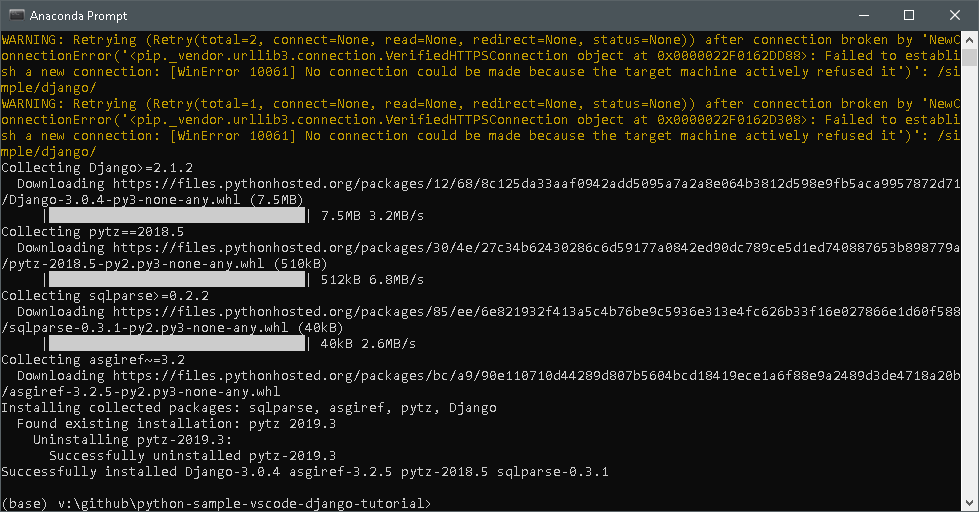 Anaconda Prompt
WARNING: Retrying (Retry(total=2, connect=None, read=None, redirect=None, status=None)) after connection broken by 'NewC
onnectionError('<pip._vendor.urllib3.connection.VerifiedHTTPSConnection object at 0x0000022F0162DD88>: Failed to establi
sh a new connection: [WinError 10061] No connection could be made because the target machine actively refused it')': /si
mple/django/
WARNING: Retrying (Retry(total=1, connect=None, read=None, redirect=None, status=None)) after connection broken by 'NewC
onnectionError('<pip._vendor.urllib3.connection.VerifiedHTTPSConnection object at 0x0000022F0162D308>: Failed to establi
sh a new connection: [WinError 10061] No connection could be made because the target machine actively refused it')': /si
mple/django/
Collecting Django>=2.1.2
Downloading https://files.pythonhosted.org/packages/12/68/8c125da33aaf0942add5095a7a2a8e064b3812d598e9fb5aca9957872d71
/Django-3.0.4-py3-none-any.whl (7.5MB)
| | 7.5MB 3.2MB/s
Collecting pytz==2018.5
Downloading https://files.pythonhosted.org/packages/30/4e/27c34b62430286c6d59177a0842ed90dc789ce5d1ed740887653b898779a
/pytz-2018.5-py2.py3-none-any.whl (510kB)
| | 512kB 6.8MB/s
Collecting sqlparse>=0.2.2
Downloading https://files.pythonhosted.org/packages/85/ee/6e821932f413a5c4b76be9c5936e313e4fc626b33f16e027866e1d60f588
/sqlparse-0.3.1-py2.py3-none-any.whl (40kB)
| | 40kB 2.6MB/s
Collecting asgiref~=3.2
Downloading https://files.pythonhosted.org/packages/bc/a9/90e110710d44289d807b5604bcd18419ece1a6f88e9a2489d3de4718a20b
/asgiref-3.2.5-py2.py3-none-any.whl
Installing collected packages: sqlparse, asgiref, pytz, Django
Found existing installation: pytz 2019.3
Uninstalling pytz-2019.3:
Successfully uninstalled pytz-2019.3
Successfully installed Django-3.0.4 asgiref-3.2.5 pytz-2018.5 sqlparse-0.3.1
(base) v:\github\python-sample-vscode-django-tutorial>